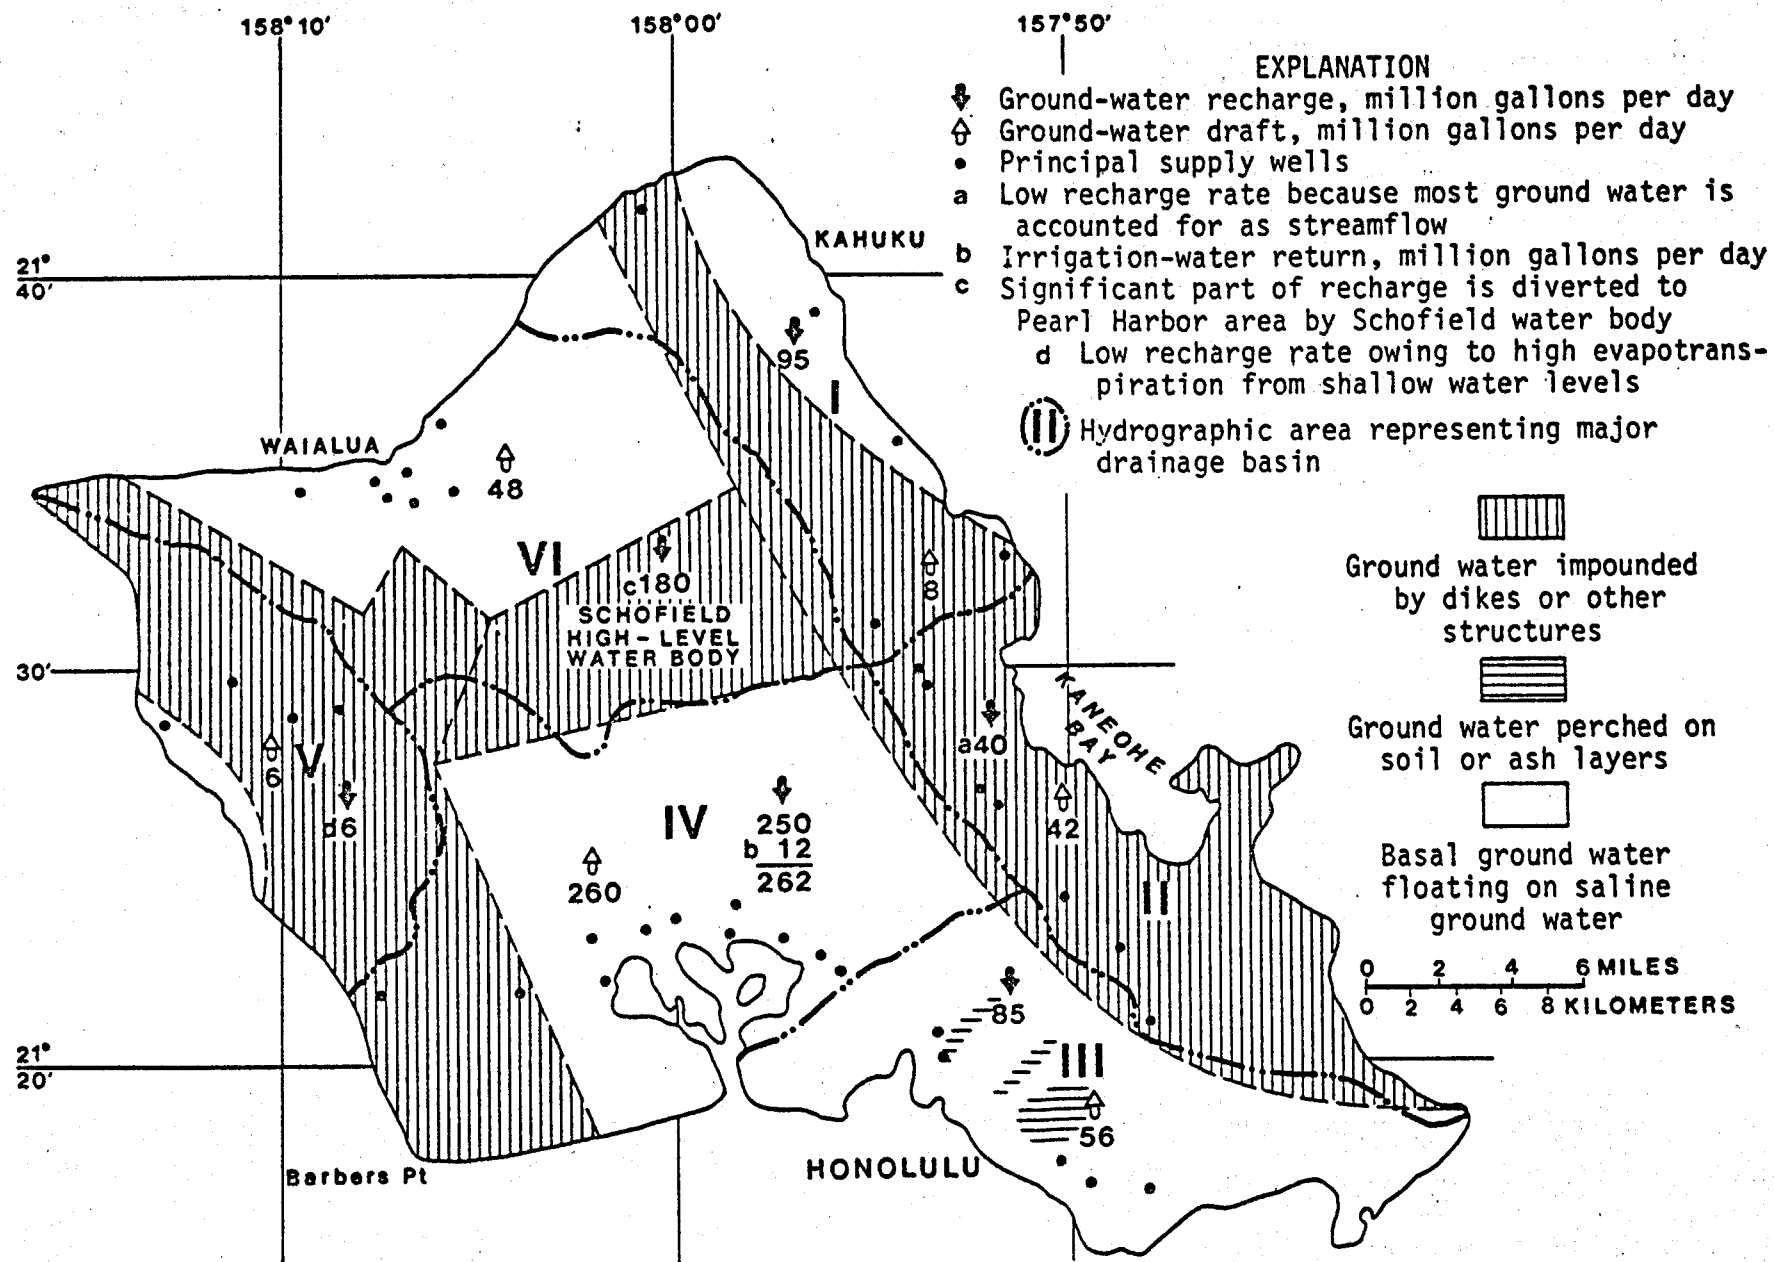 158°10'
158°00'
157°50'
EXPLANATION
Ground-water recharge, million gallons per day
Ground-water draft, million gallons per day
Principal supply wells
a Low recharge rate because most ground water is
accounted for as streamflow
b Irrigation-water return, million gallons per day
c Significant part of recharge is diverted to
Pearl Harbor area by Schofield water body
d Low recharge rate owing to high evapotrans-
piration from shallow water levels
II Hydrographic area representing major
drainage basin
Ground water impounded
by dikes or other
structures
Ground water perched on
soil or ash layers
Basal ground water
floating on saline
ground water
0 2 4 6 MILES
0 2 4 6 8 KILOMETERS
21°
40'
30'
21°
20'
KAHUKU
95
I
WAIALUA
48
VI
c180
SCHOFIELD
HIGH-LEVEL
WATER BODY
8
KANEOHE
BAY
a40
42
II
V
6
d6
IV
250
b 12
262
260
85
III
56
HONOLULU
Barbers Pt